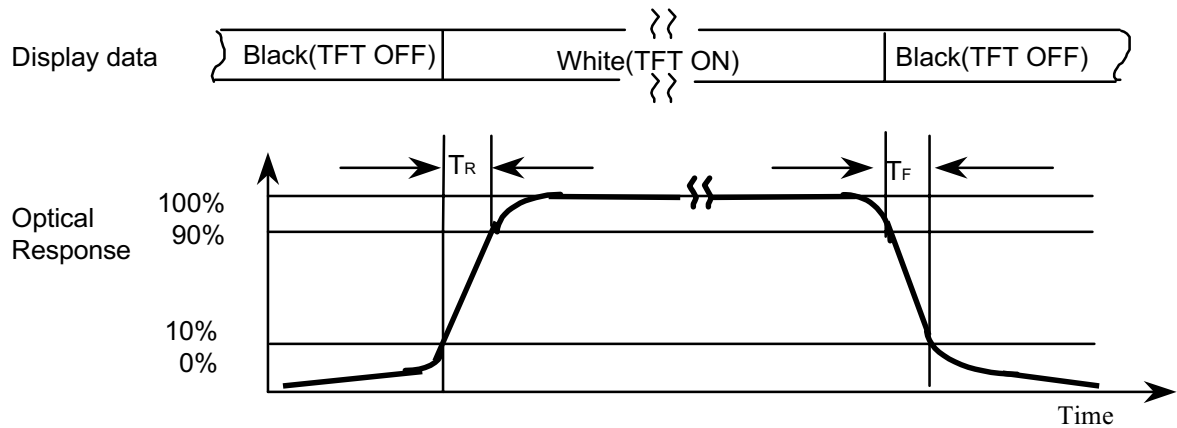 Display data
Black(TFT OFF)
White(TFT ON)
Black(TFT OFF)
TR
TF
Optical
Response
100%
90%
10%
0%
Time